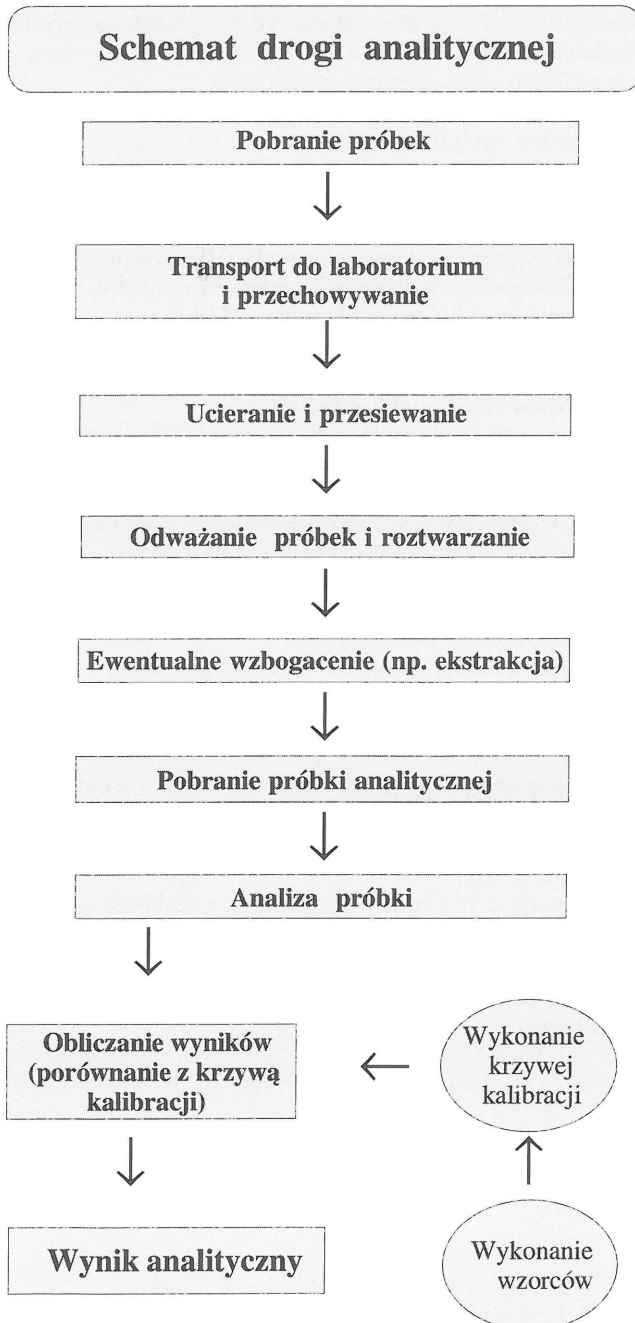 Schemat drogi analitycznej
Pobranie próbek
Transport do laboratorium
i przechowywanie
Ucieranie i przesiewanie
Odważanie próbek i roztwarzanie
Ewentualne wzbogacenie (np. ekstrakcja)
Pobranie próbki analitycznej
Analiza próbki
Obliczanie wyników
(porównanie z krzywą
kalibracji)
Wykonanie
krzywej
kalibracji
Wynik analityczny
Wykonanie
wzorców